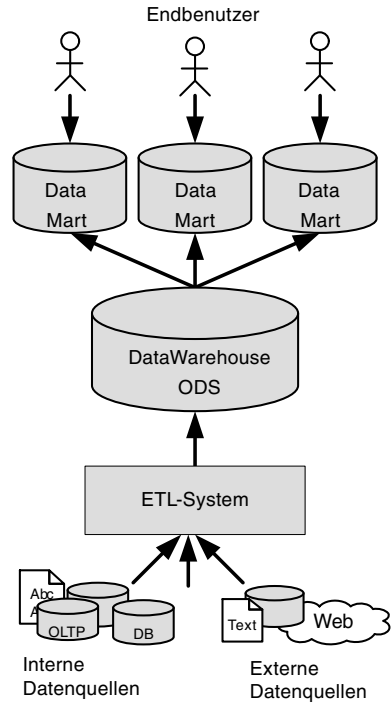 Endbenutzer
Data
Mart
Data
Mart
Data
Mart
DataWarehouse
ODS
ETL-System
Abc
A
OLTP
DB
Text
Web
Interne
Datenquellen
Externe
Datenquellen